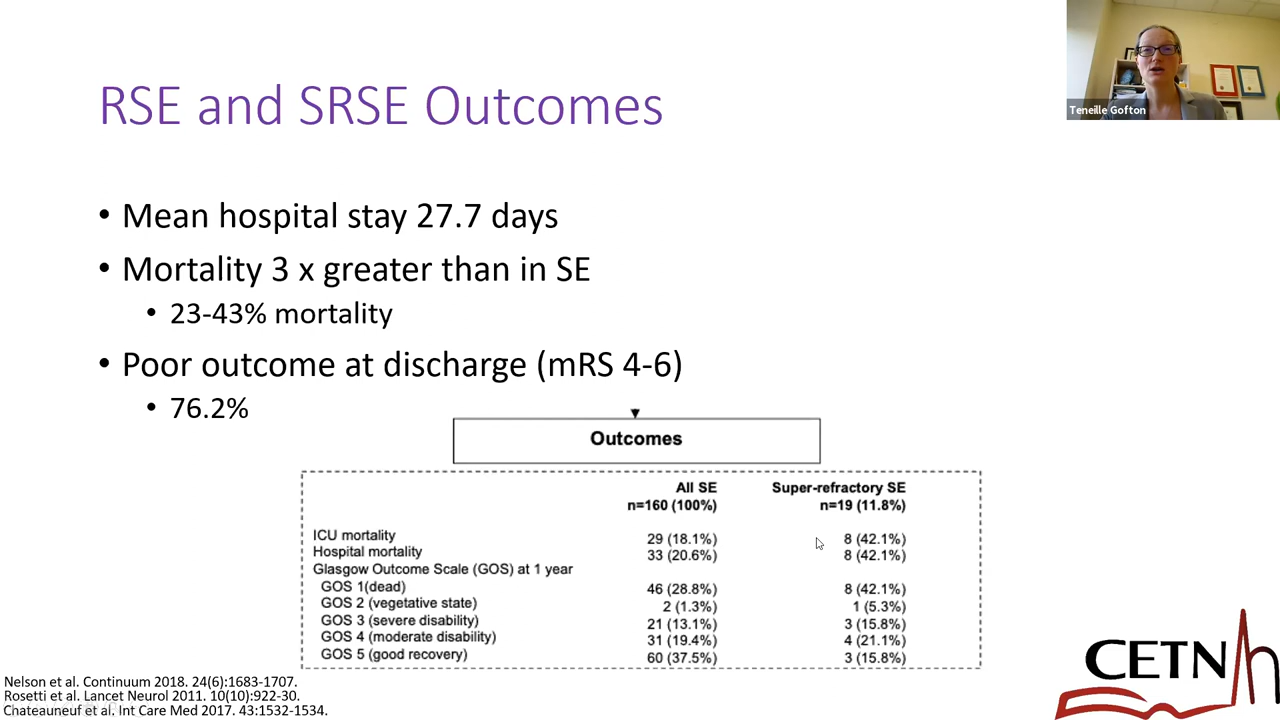 Teneille Gofton
RSE and SRSE Outcomes
• Mean hospital stay 27.7 days
• Mortality 3 x greater than in SE
• 23-43% mortality
• Poor outcome at discharge (mRS 4-6)
• 76.2%
Outcomes
All SE Super-refractory SE
n=160 (100%) n=19 (11.8%)
ICU mortality 29 (18.1%) 8 (42.1%)
Hospital mortality 33 (20.6%) 8 (42.1%)
Glasgow Outcome Scale (GOS) at 1 year
GOS 1(dead) 46 (28.8%) 8 (42.1%)
GOS 2 (vegetative state) 2 (1.3%) 1 (5.3%)
GOS 3 (severe disability) 21 (13.1%) 3 (15.8%)
GOS 4 (moderate disability) 31 (19.4%) 4 (21.1%)
GOS 5 (good recovery) 60 (37.5%) 3 (15.8%)
Nelson et al. Continuum 2018. 24(6):1683-1707.
Rosetti et al. Lancet Neurol 2011. 10(10):922-30.
Chateauneuf et al. Int Care Med 2017. 43:1532-1534.
CETN